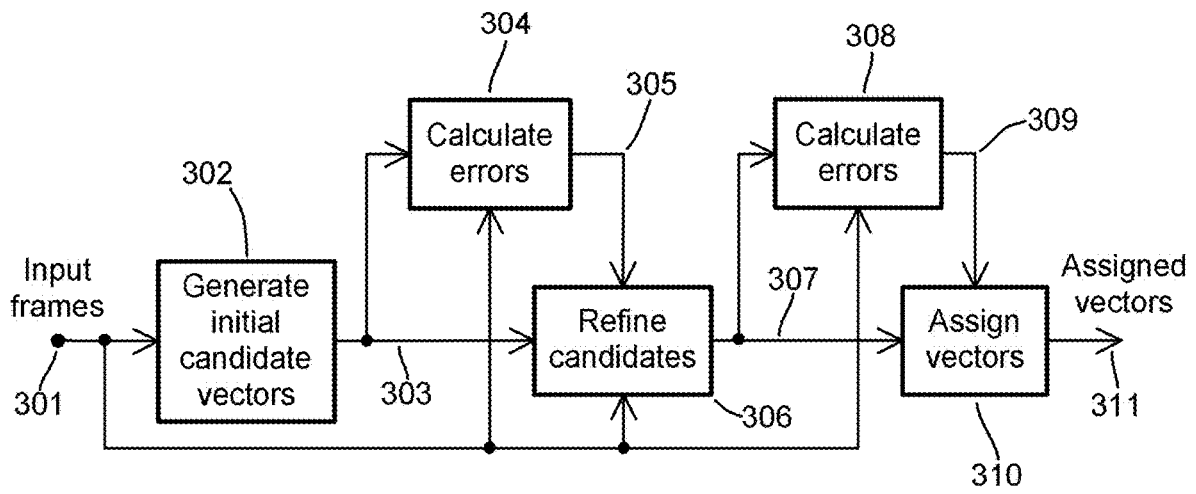 304
308
305
309
Calculate
errors
Calculate
errors
302
Input
frames
Generate
initial
candidate
vectors
Refine
candidates
307
Assign
vectors
Assigned
vectors
301
303
306
311
310